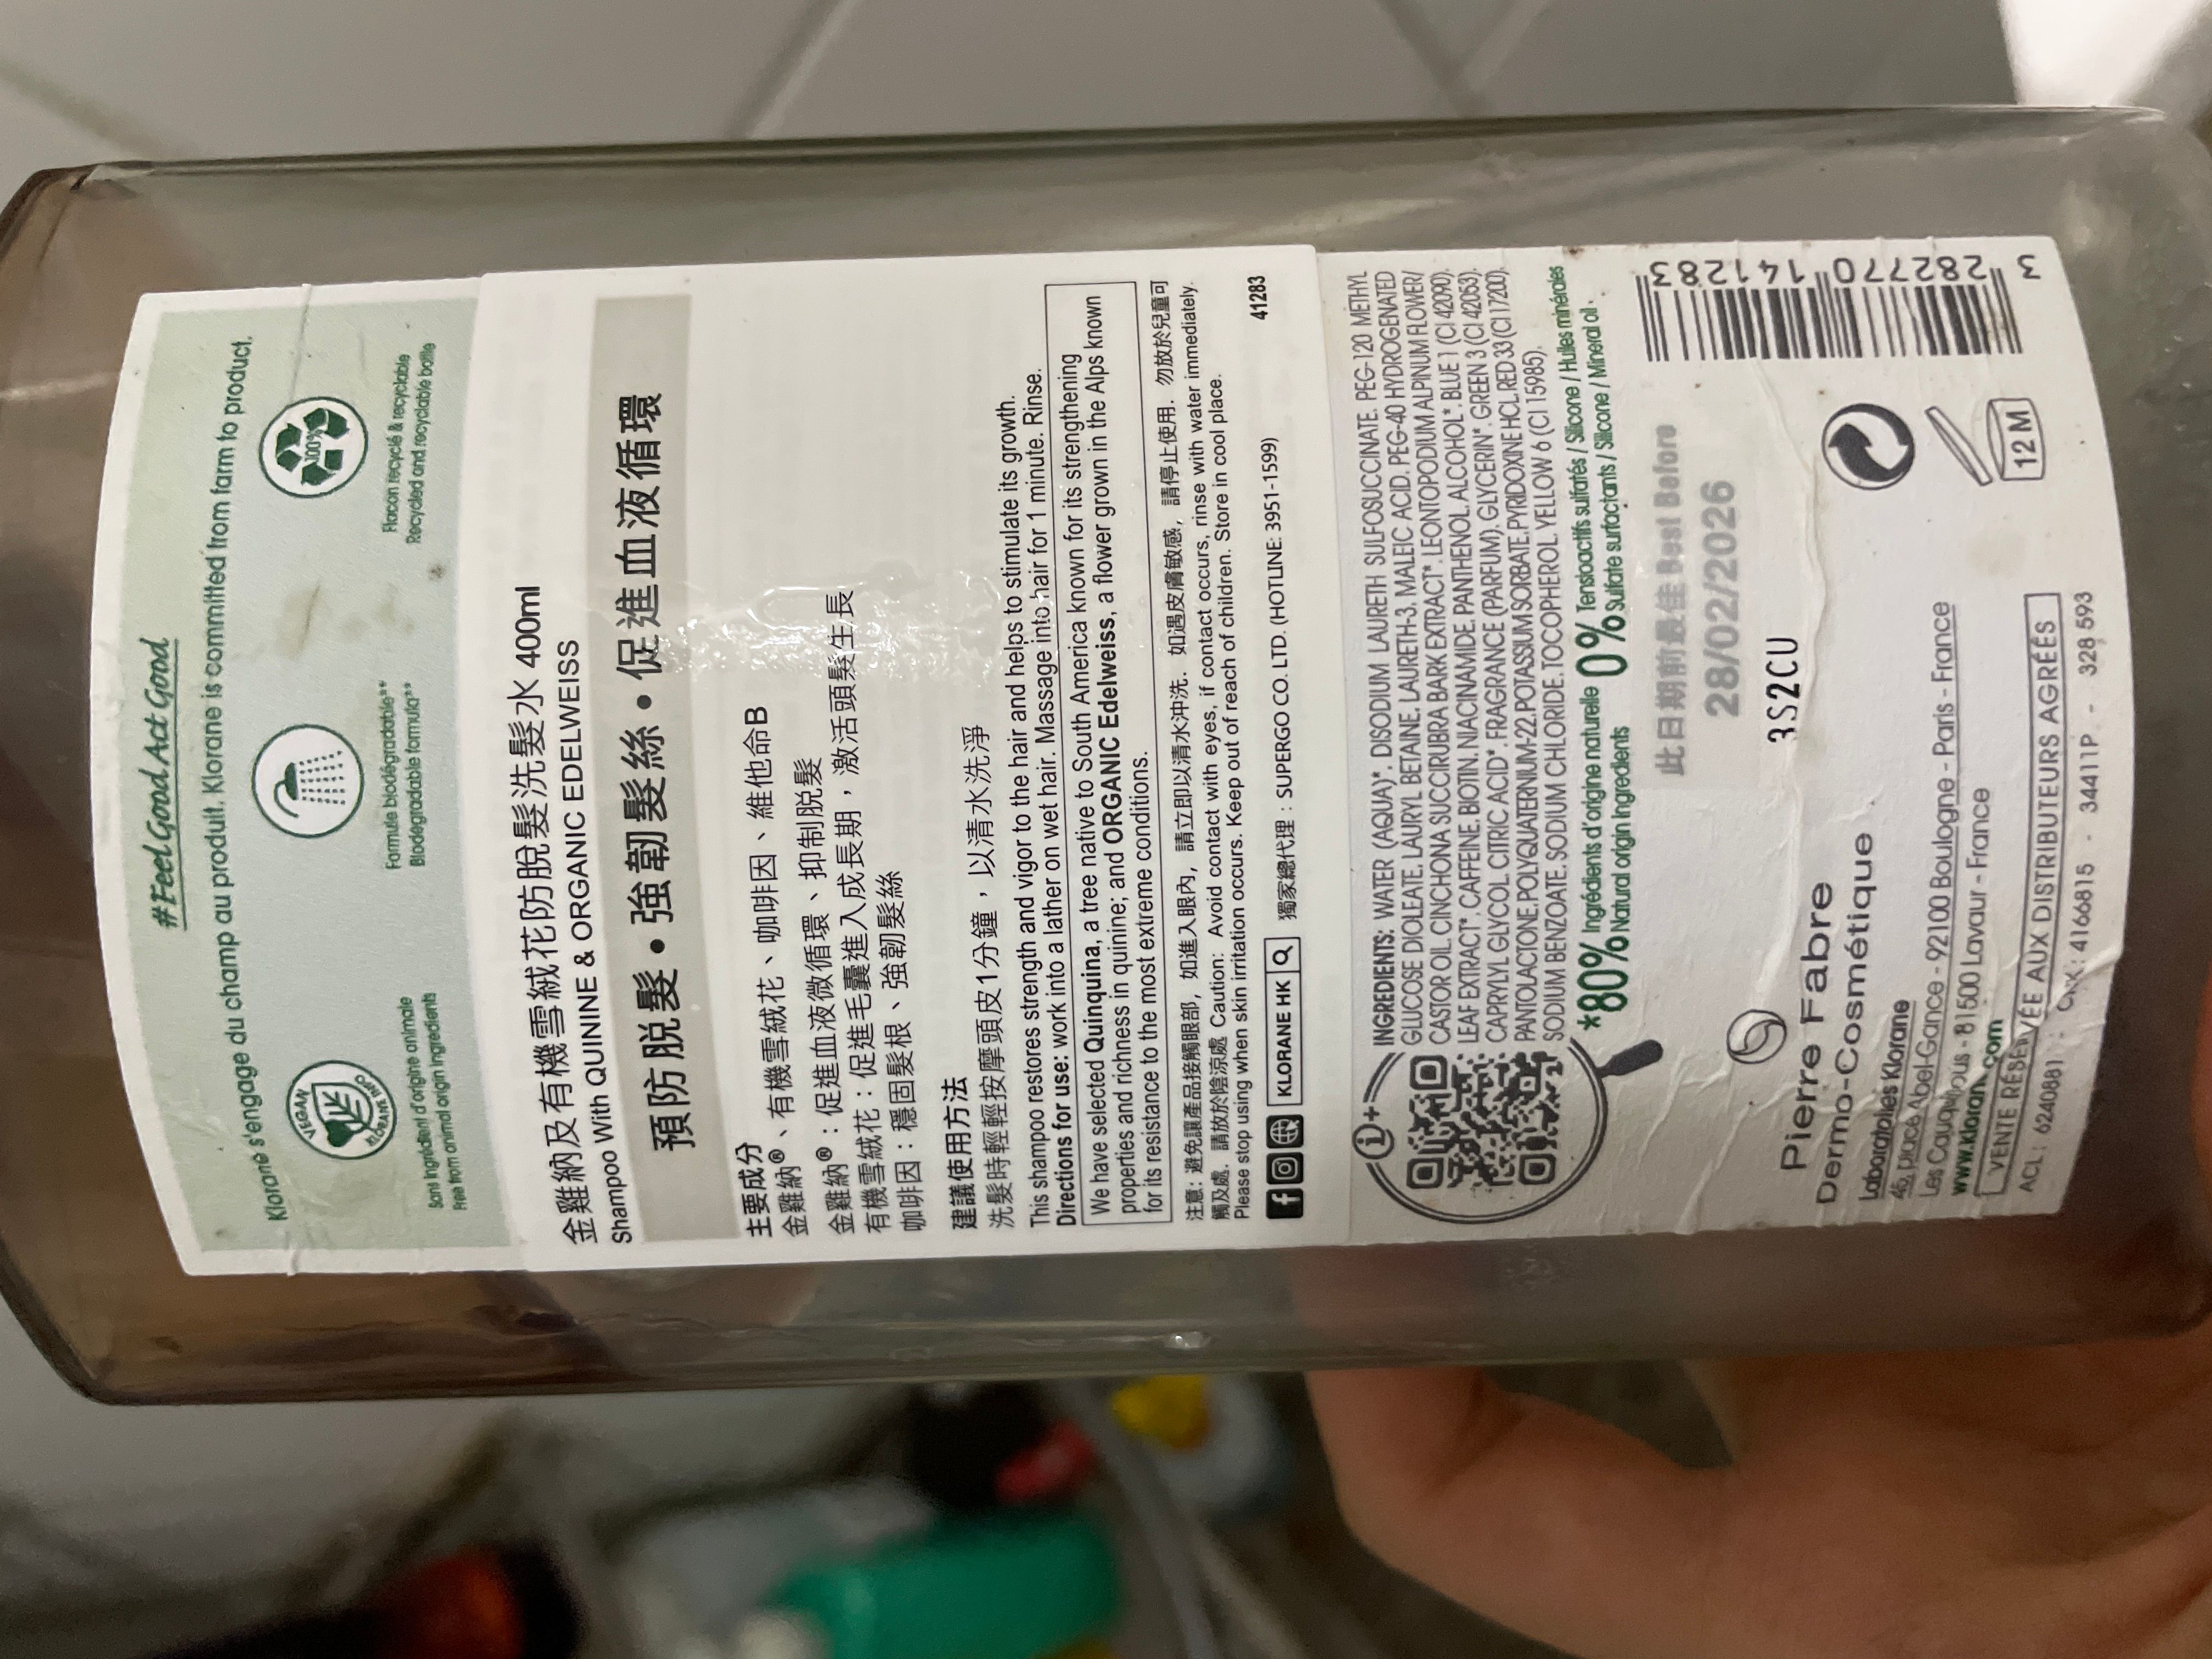 #FeelGood ActGood
Klorane s'engage du champ au produit. Klorane is committed from farm to product.
VEGAN
KLORANE INFO
100%
Sans ingrédient d'origine animale
Free from animal origin ingredients
Formule biodégradable**
Biodegradable formula**
Flacon recyclé & recyclable
Recycled and recyclable bottle
金雞納及有機雪絨花防脫髮洗髮水 400ml
Shampoo With QUININE & ORGANIC EDELWEISS
預防脫髮•強韌髮絲•促進血液循環
主要成分
金雞納®、有機雪絨花、咖啡因、維他命B
金雞納®：促進血液微循環、抑制脫髮
有機雪絨花：促進毛囊進入成長期，激活頭髮生長
咖啡因：穩固髮根、強韌髮絲
建議使用方法
洗髮時輕輕按摩頭皮1分鐘，以清水洗淨
This shampoo restores strength and vigor to the hair and helps to stimulate its growth.
Directions for use: work into a lather on wet hair. Massage into hair for 1 minute. Rinse.
We have selected Quinquina, a tree native to South America known for its strengthening
properties and richness in quinine; and ORGANIC Edelweiss, a flower grown in the Alps known
for its resistance to the most extreme conditions.
注意: 避免讓產品接觸眼部, 如進入眼內, 請立即以清水沖洗. 如遇皮膚敏感, 請停止使用. 勿放於兒童可
觸及處. 請放於陰涼處 Caution: Avoid contact with eyes, if contact occurs, rinse with water immediately.
Please stop using when skin irritation occurs. Keep out of reach of children. Store in cool place.
KLORANE HK 獨家總代理 : SUPERGO CO. LTD. (HOTLINE: 3951-1599) 41283
i+
INGREDIENTS: WATER (AQUA)*. DISODIUM LAURETH SULFOSUCCINATE. PEG-120 METHYL
GLUCOSE DIOLEATE. LAURYL BETAINE. LAURETH-3. MALEIC ACID. PEG-40 HYDROGENATED
CASTOR OIL. CINCHONA SUCCIRUBRA BARK EXTRACT*. LEONTOPODIUM ALPINUM FLOWER/
LEAF EXTRACT*. CAFFEINE. BIOTIN. NIACINAMIDE. PANTHENOL. ALCOHOL*. BLUE 1 (CI 42090).
CAPRYLYL GLYCOL. CITRIC ACID*. FRAGRANCE (PARFUM). GLYCERIN*. GREEN 3 (CI 42053).
PANTOLACTONE. POLYQUATERNIUM-22. POTASSIUM SORBATE. PYRIDOXINE HCL. RED 33 (CI 17200).
SODIUM BENZOATE. SODIUM CHLORIDE. TOCOPHEROL. YELLOW 6 (CI 15985).
*80% Ingrédients d'origine naturelle
Natural origin ingredients
0% Tensioactifs sulfatés / Silicone / Huiles minérales
Sulfate surfactants / Silicone / Mineral oil.
此日期前最佳 Best Before
28/02/2026
3S2CU
Pierre Fabre
Dermo-Cosmétique
Laboratoires Klorane
45, place Abel-Gance - 92100 Boulogne - Paris - France
Les Cauquillous - 81500 Lavaur - France
www.klorane.com
VENTE RÉSERVÉE AUX DISTRIBUTEURS AGRÉÉS
ACL : 6240881 : CNK : 4166815 - 34411P - 328 593
12 M
3 282770 141283